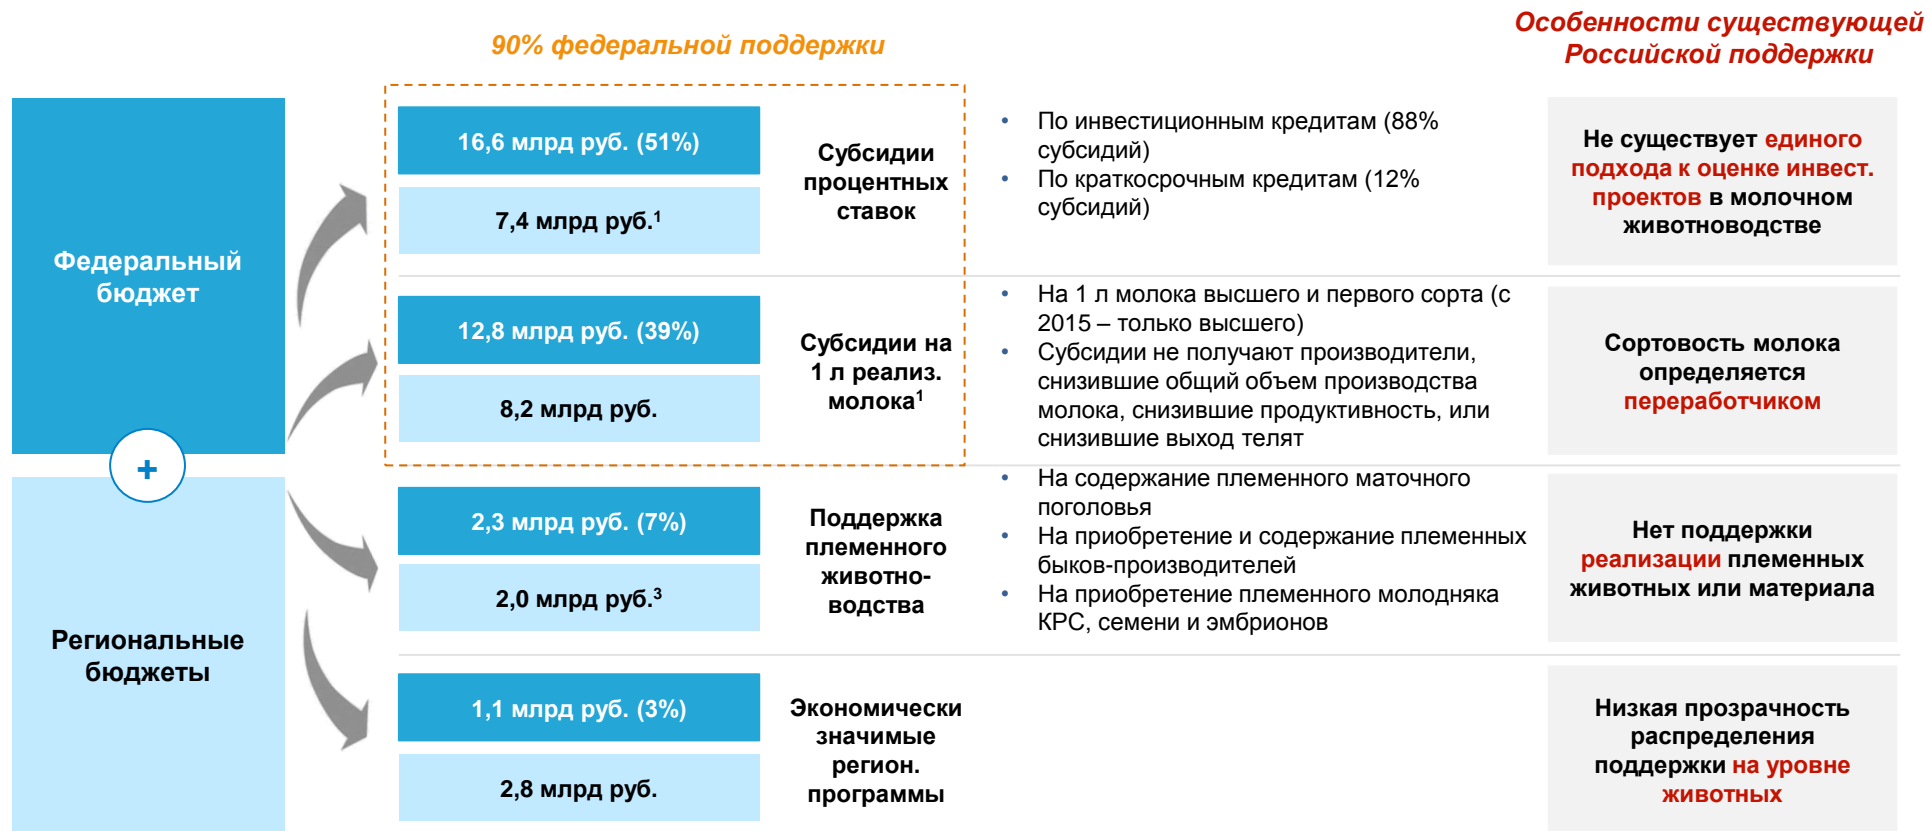 90% федеральной поддержки
Особенности существующей
Российской поддержки
Федеральный
бюджет
+
Региональные
бюджеты
16,6 млрд руб. (51%)
7,4 млрд руб.1
Субсидии
процентных
ставок
• По инвестиционным кредитам (88%
субсидий)
• По краткосрочным кредитам (12%
субсидий)
Не существует единого
подхода к оценке инвест.
проектов в молочном
животноводстве
12,8 млрд руб. (39%)
8,2 млрд руб.
Субсидии на
1 л реализ.
молока1
• На 1 л молока высшего и первого сорта (с
2015 – только высшего)
• Субсидии не получают производители,
снизившие общий объем производства
молока, снизившие продуктивность, или
снизившие выход телят
Сортовость молока
определяется
переработчиком
2,3 млрд руб. (7%)
2,0 млрд руб.3
Поддержка
племенного
животно-
водства
• На содержание племенного маточного
поголовья
• На приобретение и содержание племенных
быков-производителей
• На приобретение племенного молодняка
КРС, семени и эмбрионов
Нет поддержки
реализации племенных
животных или материала
1,1 млрд руб. (3%)
2,8 млрд руб.
Экономически
значимые
регион.
программы
Низкая прозрачность
распределения
поддержки на уровне
животных